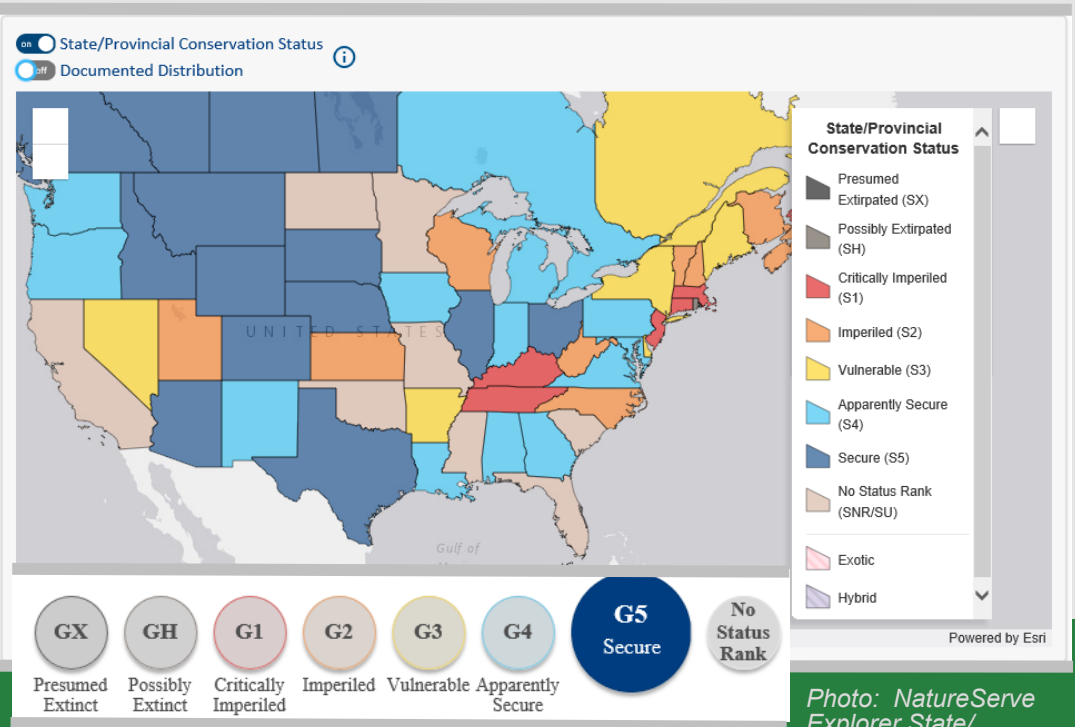 on State/Provincial Conservation Status
off Documented Distribution
UNITED STATES
Gulf of
State/Provincial
Conservation Status
Presumed
Extirpated (SX)
Possibly Extirpated
(SH)
Critically Imperiled
(S1)
Imperiled (S2)
Vulnerable (S3)
Apparently Secure
(S4)
Secure (S5)
No Status Rank
(SNR/SU)
Exotic
Hybrid
Powered by Esri
GX
Presumed
Extinct
GH
Possibly
Extinct
G1
Critically
Imperiled
G2
Imperiled
G3
Vulnerable
G4
Apparently
Secure
G5
Secure
No
Status
Rank
Photo: NatureServe
Explorer State/